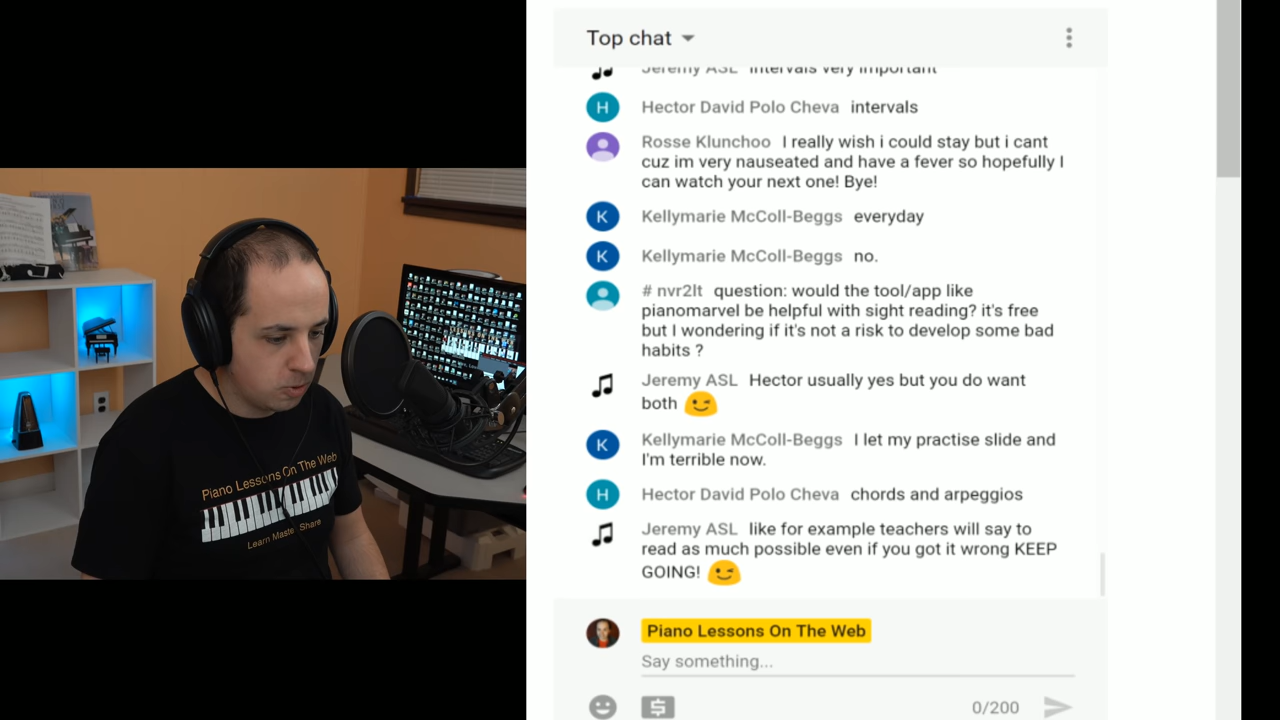 Top chat
Jeremy ASL intervals very important
H Hector David Polo Cheva intervals
Rosse Klunchoo I really wish i could stay but i cant
cuz im very nauseated and have a fever so hopefully I
can watch your next one! Bye!
K Kellymarie McColl-Beggs everyday
K Kellymarie McColl-Beggs no.
# nvr2lt question: would the tool/app like
pianomarvel be helpful with sight reading? it's free
but I wondering if it's not a risk to develop some bad
habits ?
Jeremy ASL Hector usually yes but you do want
both 😉
K Kellymarie McColl-Beggs I let my practise slide and
I'm terrible now.
H Hector David Polo Cheva chords and arpeggios
Jeremy ASL like for example teachers will say to
read as much possible even if you got it wrong KEEP
GOING! 😉
Piano Lessons On The Web
Say something...
0/200
Piano Lessons On The Web
Learn Master Share